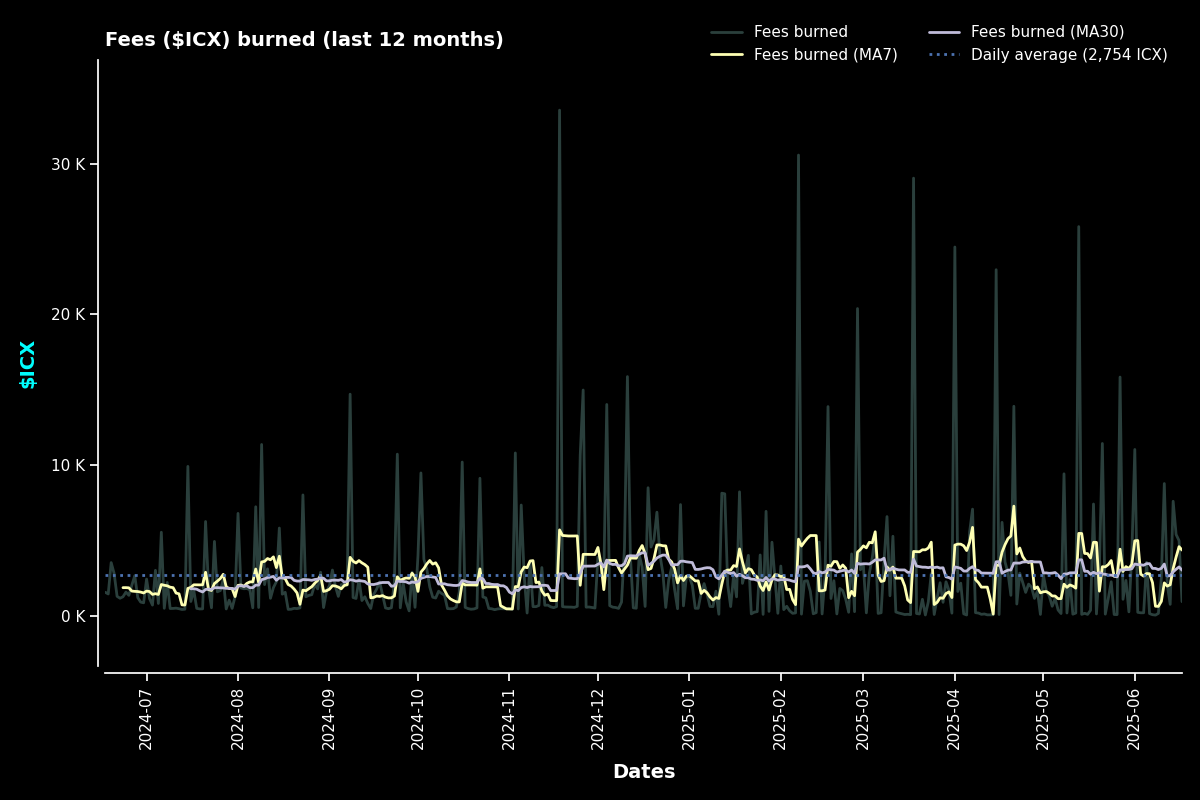 Fees ($ICX) burned (last 12 months)
Fees burned
Fees burned (MA7)
Fees burned (MA30)
Daily average (2,754 ICX)
$ICX
30 K
20 K
10 K
0 K
2024-07
2024-08
2024-09
2024-10
2024-11
2024-12
2025-01
2025-02
2025-03
2025-04
2025-05
2025-06
Dates